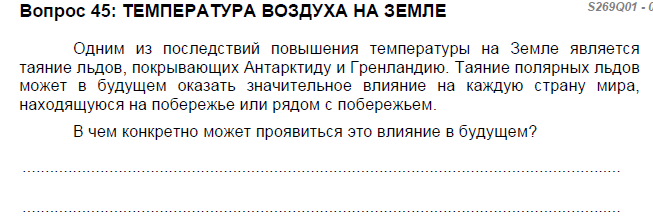 Вопрос 45: ТЕМПЕРАТУРА ВОЗДУХА НА ЗЕМЛЕ
S269Q01 - 0
Одним из последствий повышения температуры на Земле является
таяние льдов, покрывающих Антарктиду и Гренландию. Таяние полярных льдов
может в будущем оказать значительное влияние на каждую страну мира,
находящуюся на побережье или рядом с побережьем.
В чем конкретно может проявиться это влияние в будущем?